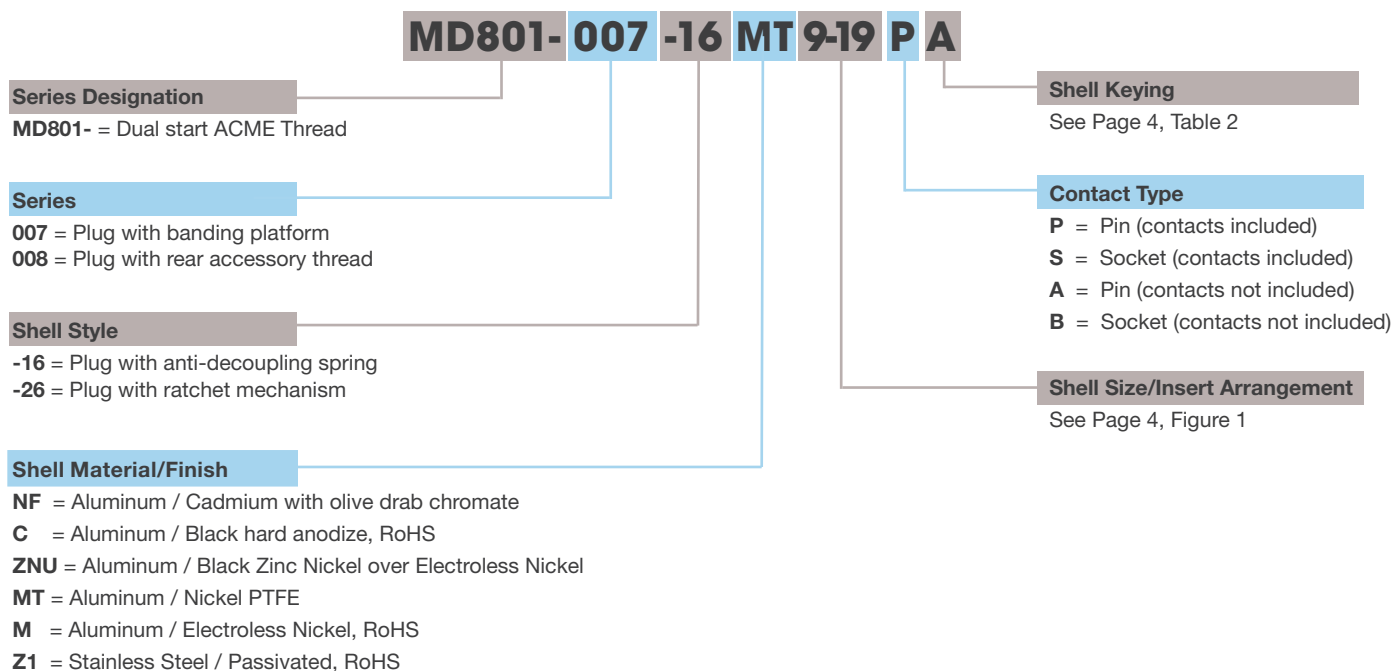 MD801- 007 -16 MT 9-19 P A
Series Designation
MD801- = Dual start ACME Thread
Series
007 = Plug with banding platform
008 = Plug with rear accessory thread
Shell Style
-16 = Plug with anti-decoupling spring
-26 = Plug with ratchet mechanism
Shell Material/Finish
NF = Aluminum / Cadmium with olive drab chromate
C = Aluminum / Black hard anodize, RoHS
ZNU = Aluminum / Black Zinc Nickel over Electroless Nickel
MT = Aluminum / Nickel PTFE
M = Aluminum / Electroless Nickel, RoHS
Z1 = Stainless Steel / Passivated, RoHS
Shell Keying
See Page 4, Table 2
Contact Type
P = Pin (contacts included)
S = Socket (contacts included)
A = Pin (contacts not included)
B = Socket (contacts not included)
Shell Size/Insert Arrangement
See Page 4, Figure 1